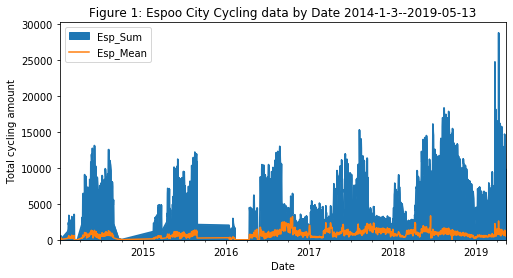 Figure 1: Espoo City Cycling data by Date 2014-1-3--2019-05-13
Esp_Sum
Esp_Mean
Total cycling amount
30000
25000
20000
15000
10000
5000
0
2015 2016 2017 2018 2019
Date